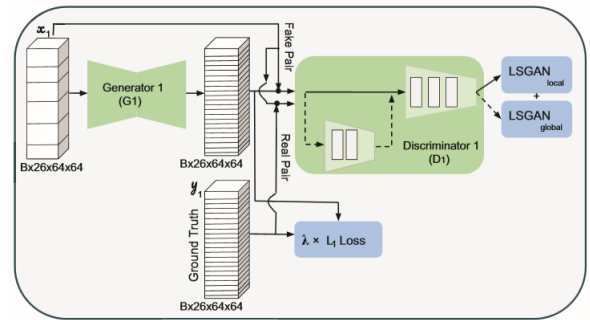 x1
Generator 1
(G1)
Bx26x64x64
Bx26x64x64
Fake Pair
Real Pair
Discriminator 1
(D1)
LSGAN local
+
LSGAN global
y1
Ground Truth
Bx26x64x64
λ × L1 Loss